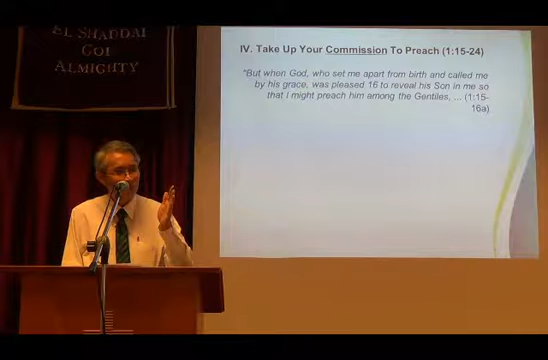 EL SHADDAI
GOD
ALMIGHTY
IV. Take Up Your Commission To Preach (1:15-24)
"But when God, who set me apart from birth and called me
by his grace, was pleased 16 to reveal his Son in me so
that I might preach him among the Gentiles, ... (1:15-
16a)